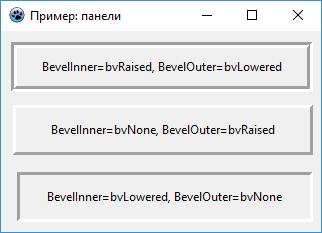 Пример: панели
BevelInner=bvRaised, BevelOuter=bvLowered
BevelInner=bvNone, BevelOuter=bvRaised
BevelInner=bvLowered, BevelOuter=bvNone